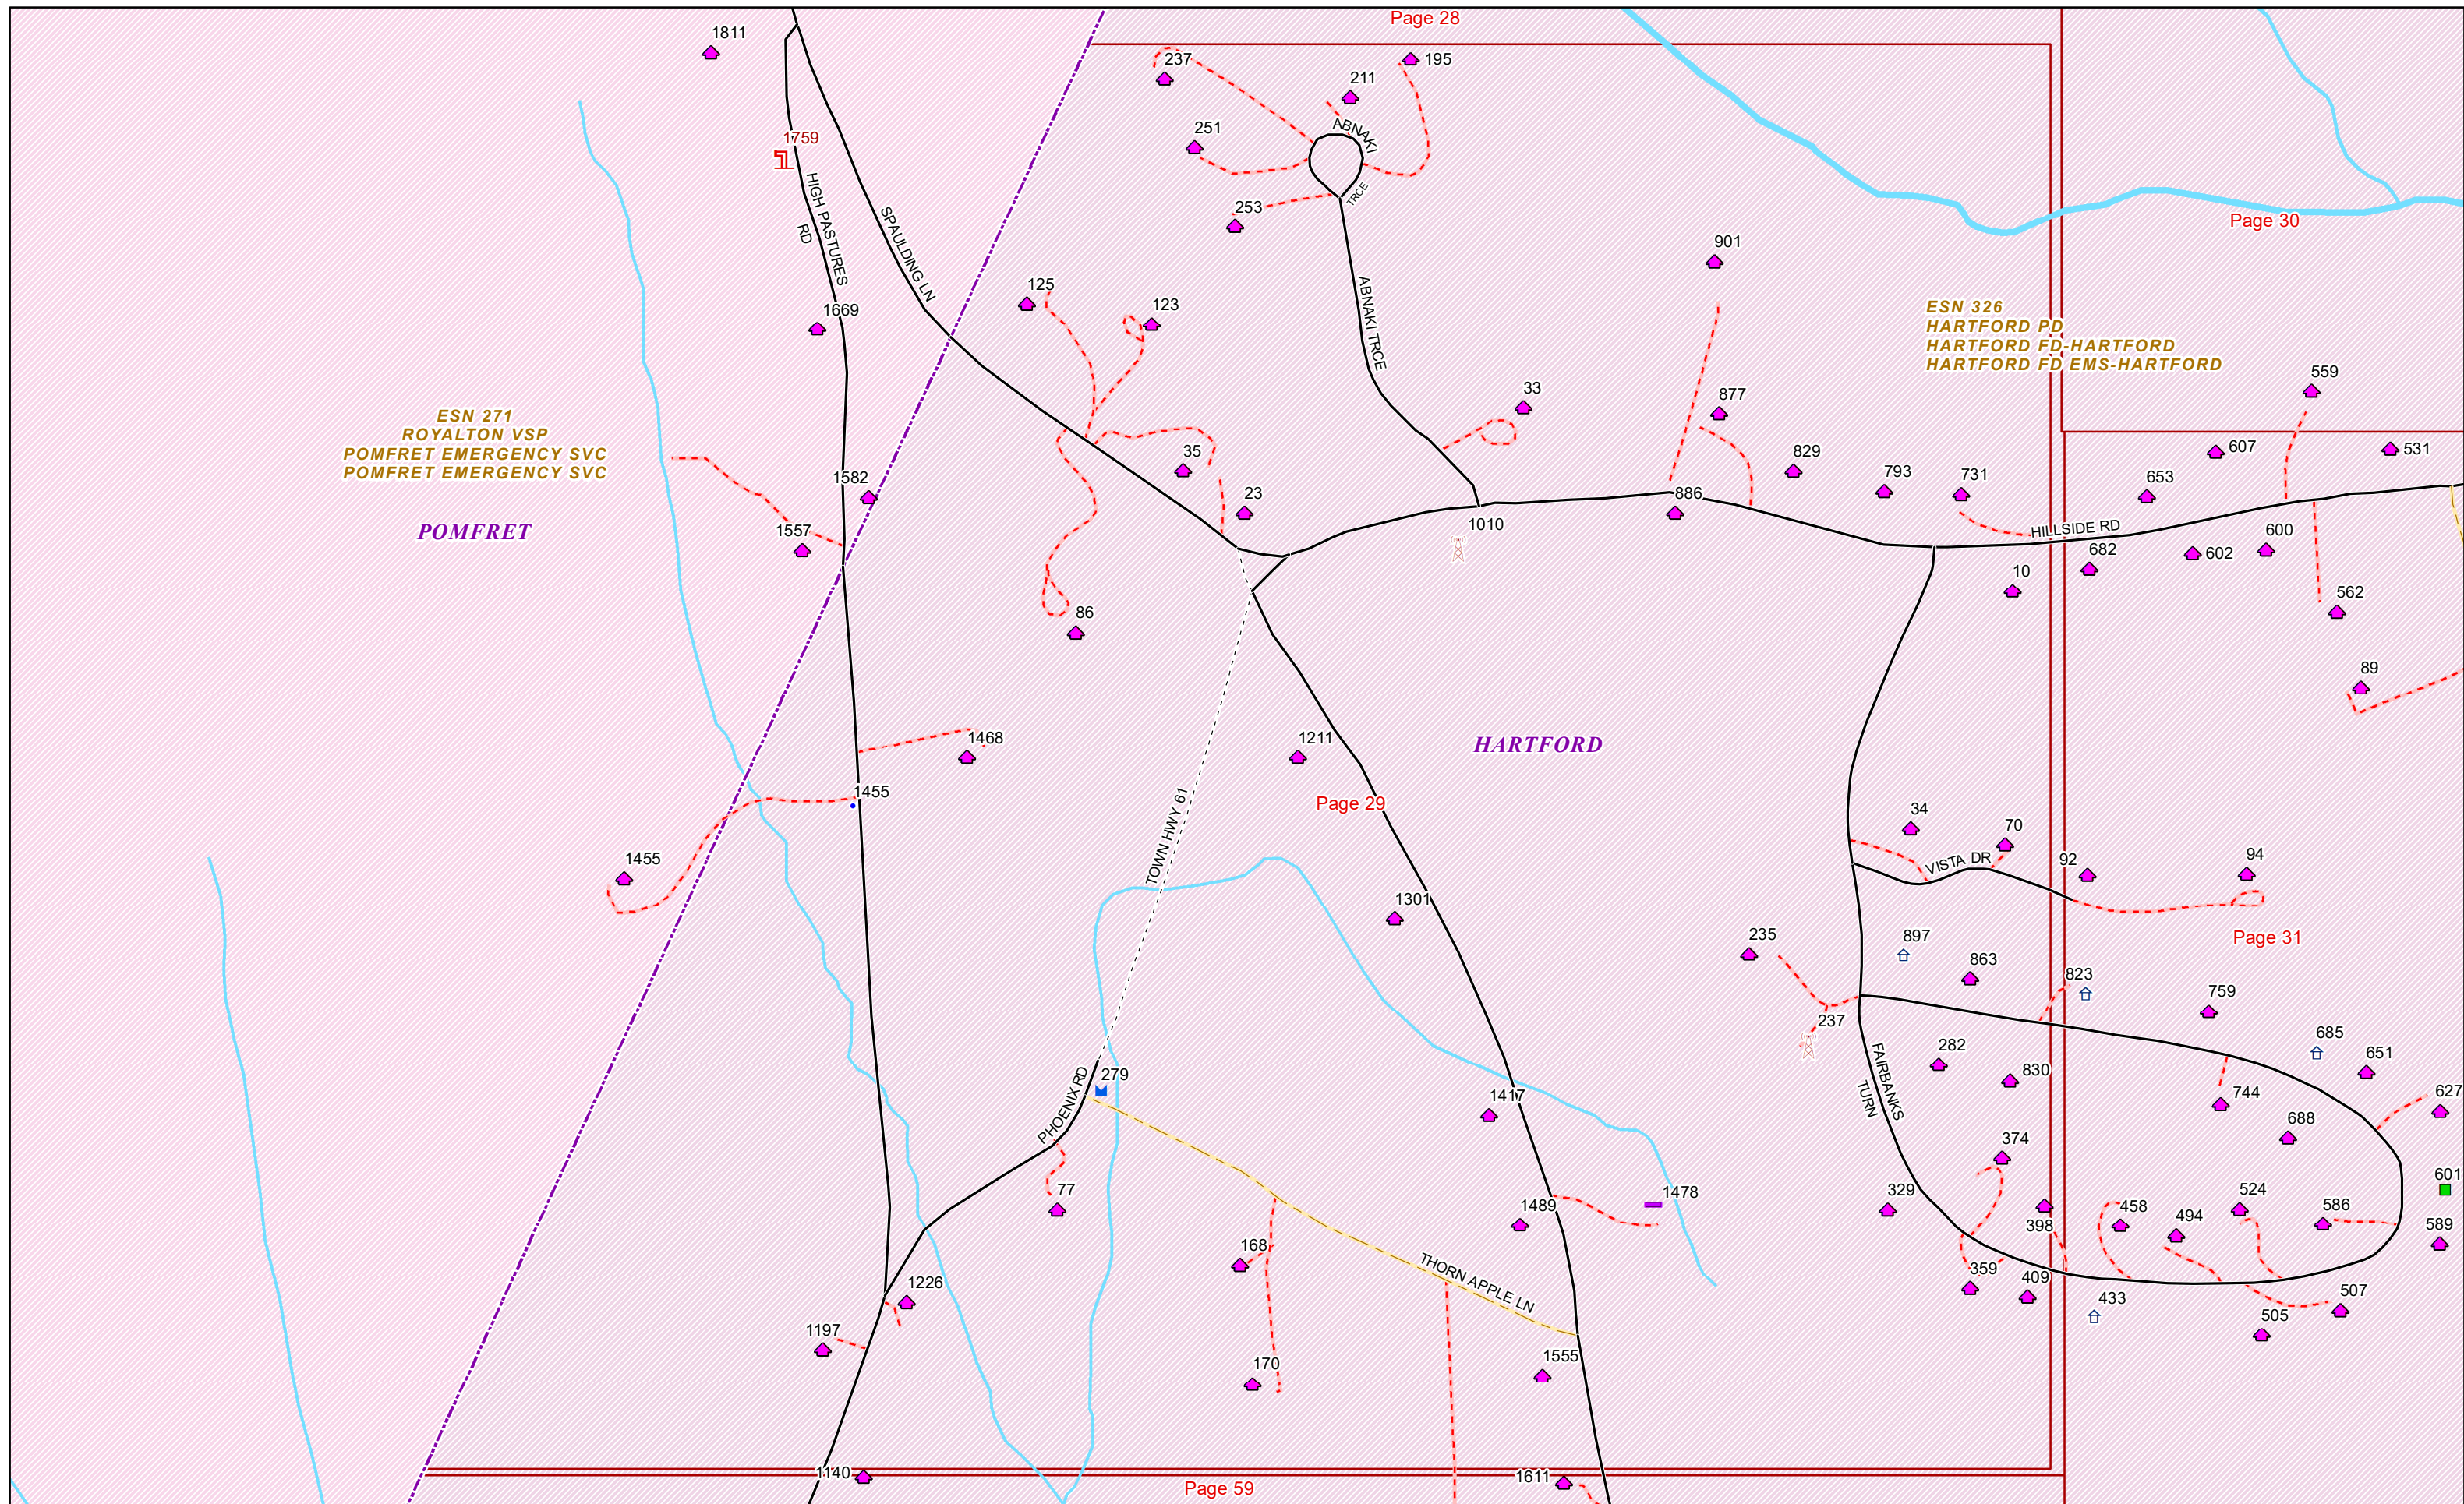 Page 28
1811
237
195
211
ABNAKI
TRCE
251
1759
253
HIGH PASTURES
RD
SPAULDING LN
Page 30
901
125
123
1669
ABNAKI TRCE
ESN 326
HARTFORD PD
HARTFORD FD-HARTFORD
HARTFORD FD EMS-HARTFORD
559
33
877
ESN 271
ROYALTON VSP
POMFRET EMERGENCY SVC
POMFRET EMERGENCY SVC
35
829
793
731
607
531
653
1582
23
886
1010
HILLSIDE RD
POMFRET
1557
682
602
600
10
562
86
89
1468
1211
HARTFORD
1455
Page 29
TOWN HWY 61
34
70
VISTA DR
92
94
1455
1301
235
897
863
Page 31
823
759
237
685
282
830
651
FAIRBANKS
TURN
279
PHOENIX RD
1417
744
627
688
374
601
77
1489
1478
329
398
458
494
524
586
589
168
THORN APPLE LN
359
409
433
507
505
1226
1197
170
1555
1140
1611
Page 59